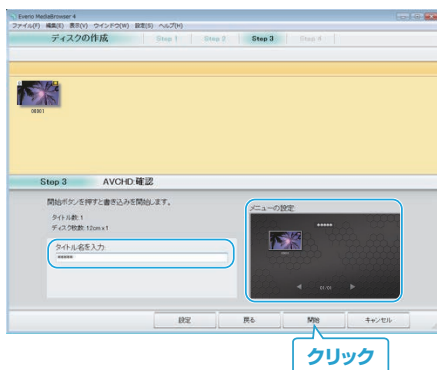 Everio MediaBrowser 4
ファイル(F) 編集(E) 表示(V) ウインドウ(W) 設定(S) ヘルプ(H)
ディスクの作成 Step 1 Step 2 Step 3 Step 4
00001
Step 3 AVCHD:確認
開始ボタンを押すと書き込みを開始します。
タイトル数:1
ディスク枚数:12cm x 1
タイトル名を入力:
*****
メニューの設定:
*****
01/01
設定 戻る 開始 キャンセル
クリック